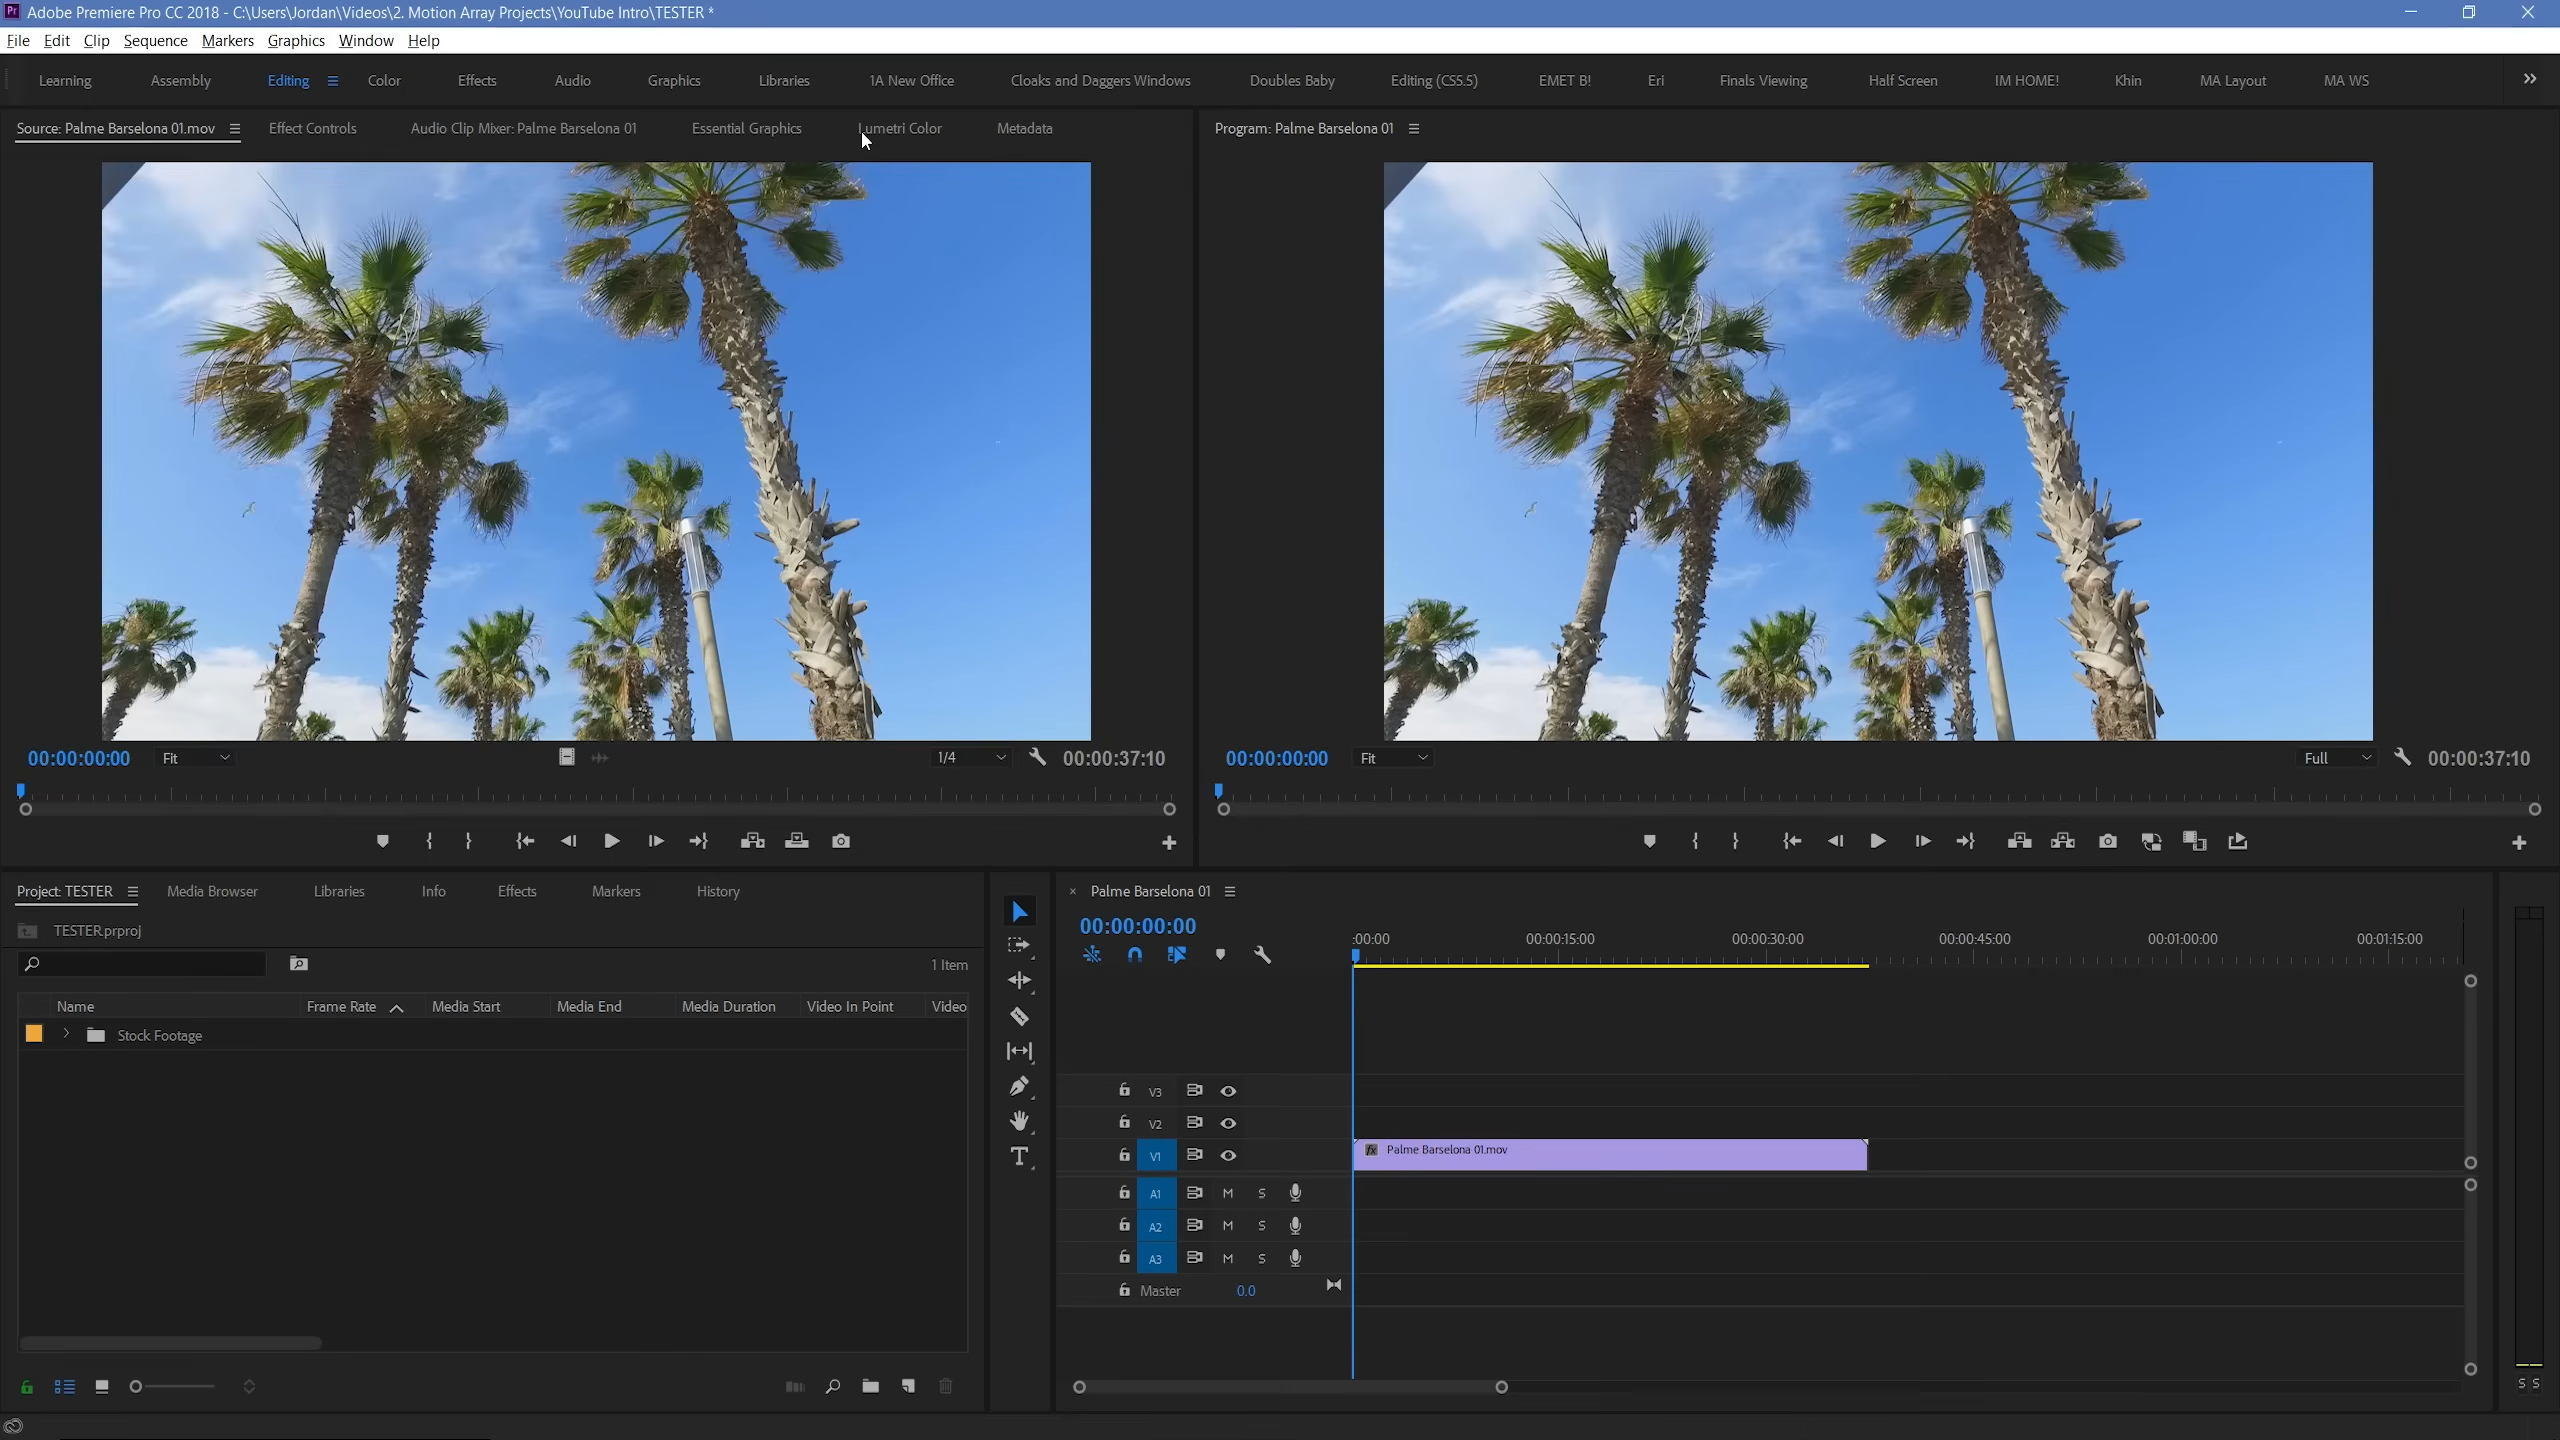 Pr Adobe Premiere Pro CC 2018 - C:\Users\Jordan\Videos\2. Motion Array Projects\YouTube Intro\TESTER *
File Edit Clip Sequence Markers Graphics Window Help
Learning Assembly Editing Color Effects Audio Graphics Libraries 1A New Office Cloaks and Daggers Windows Doubles Baby Editing (CS5.5) EMET B! Eri Finals Viewing Half Screen IM HOME! Khin MA Layout MA WS
Source: Palme Barselona 01.mov Effect Controls Audio Clip Mixer: Palme Barselona 01 Essential Graphics Lumetri Color Metadata Program: Palme Barselona 01
00:00:00:00 Fit 1/4 00:00:37:10 00:00:00:00 Fit Full 00:00:37:10
Project: TESTER Media Browser Libraries Info Effects Markers History
TESTER.prproj
1 Item
Name Frame Rate Media Start Media End Media Duration Video In Point Video
Stock Footage
× Palme Barselona 01
00:00:00:00
:00:00 00:00:15:00 00:00:30:00 00:00:45:00 00:01:00:00 00:01:15:00
V3
V2
V1 fx Palme Barselona 01.mov
A1 M S
A2 M S
A3 M S
Master 0.0
S S